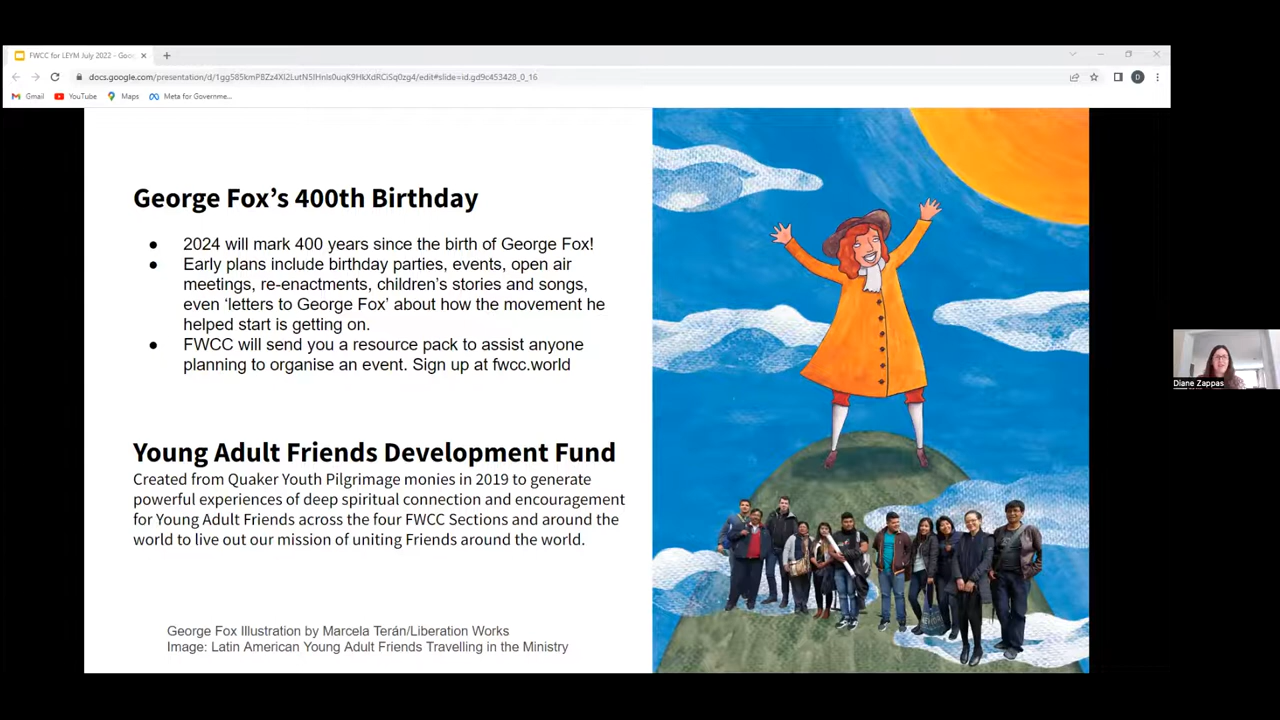 FWCC for LEYM July 2022 - Goo
docs.google.com/presentation/d/
Gmail YouTube Maps Meta for Governme...
George Fox's 400th Birthday
● 2024 will mark 400 years since the birth of George Fox!
● Early plans include birthday parties, events, open air
meetings, re-enactments, children's stories and songs,
even 'letters to George Fox' about how the movement he
helped start is getting on.
● FWCC will send you a resource pack to assist anyone
planning to organise an event. Sign up at fwcc.world
Diane Zappas
Young Adult Friends Development Fund
Created from Quaker Youth Pilgrimage monies in 2019 to generate
powerful experiences of deep spiritual connection and encouragement
for Young Adult Friends across the four FWCC Sections and around the
world to live out our mission of uniting Friends around the world.
George Fox Illustration by Marcela Terán/Liberation Works
Image: Latin American Young Adult Friends Travelling in the Ministry